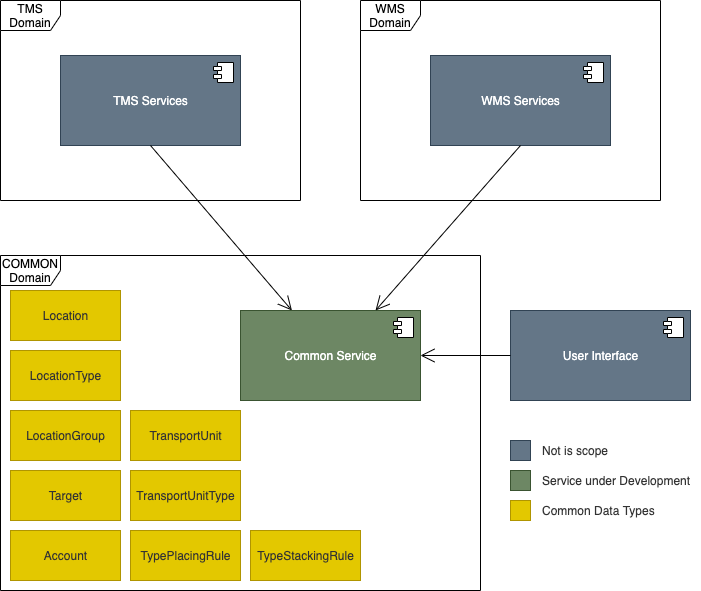 TMS
Domain
WMS
Domain
TMS Services
WMS Services
COMMON
Domain
Location
Common Service
User Interface
LocationType
LocationGroup
TransportUnit
Not is scope
Target
TransportUnitType
Service under Development
Common Data Types
Account
TypePlacingRule
TypeStackingRule